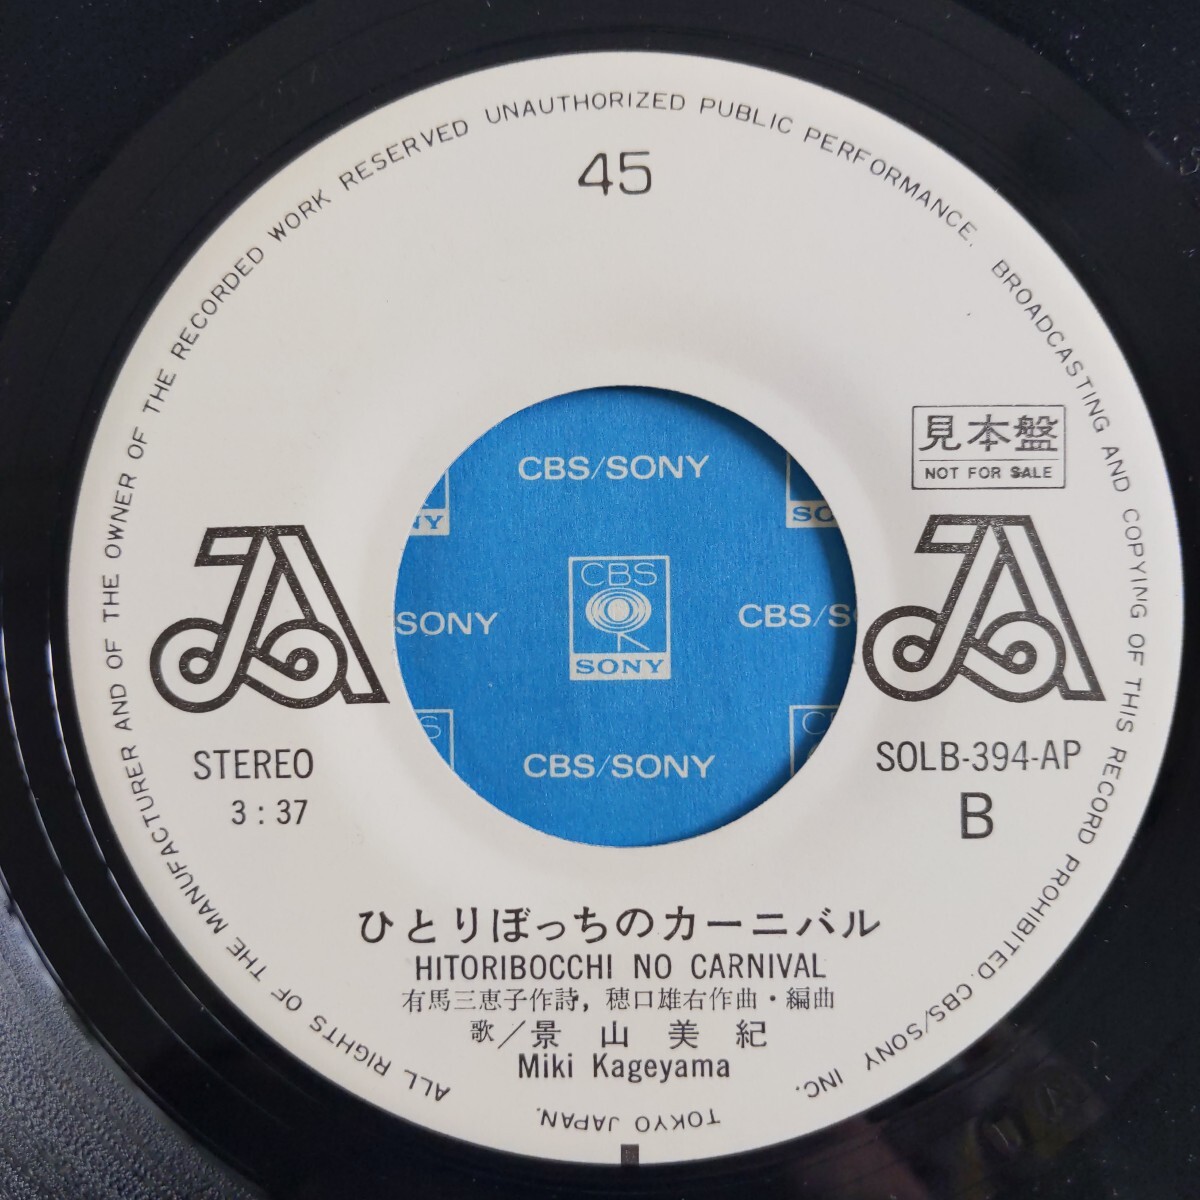 ALL RIGHTS OF THE MANUFACTURER AND OF THE OWNER OF THE RECORDED WORK RESERVED UNAUTHORIZED PUBLIC PERFORMANCE, BROADCASTING AND COPYING OF THIS RECORD PROHIBITED. CBS/SONY INC. TOKYO JAPAN.
45
見本盤
NOT FOR SALE
CBS/SONY
NY
SO
CBS
SONY
SONY
CBS/S
CBS
CBS
CBS/SONY
STEREO
3:37
SOLB-394-AP
B
ひとりぼっちのカーニバル
HITORIBOCCHI NO CARNIVAL
有馬三恵子作詩, 穂口雄右作曲・編曲
歌/景山美紀
Miki Kageyama